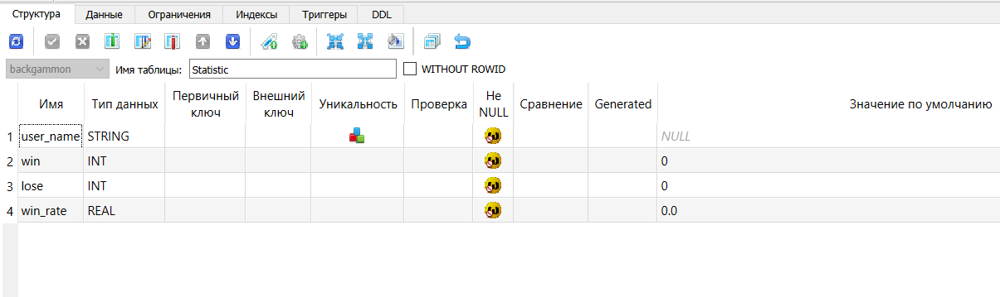 Структура Данные Ограничения Индексы Триггеры DDL
backgammon Имя таблицы: Statistic WITHOUT ROWID
Имя Тип данных Первичный ключ Внешний ключ Уникальность Проверка Не NULL Сравнение Generated Значение по умолчанию
1 user_name STRING NULL
2 win INT 0
3 lose INT 0
4 win_rate REAL 0.0